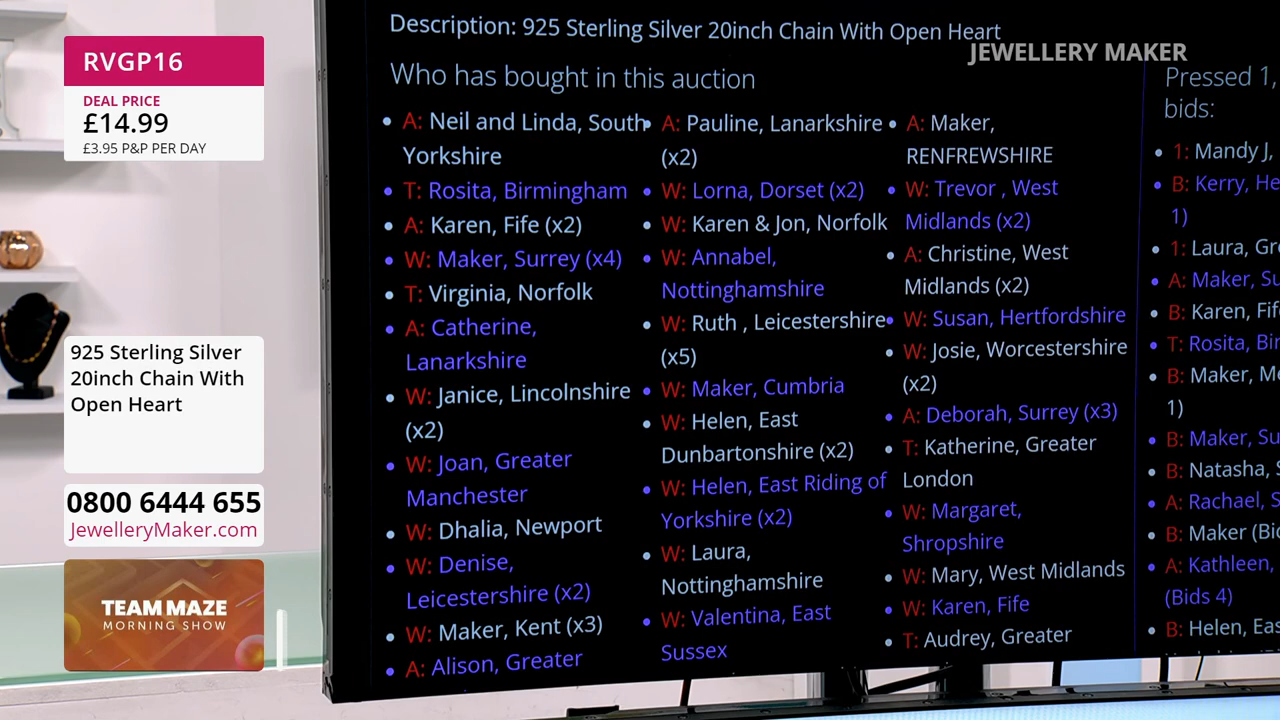 RVGP16
DEAL PRICE
£14.99
£3.95 P&P PER DAY
925 Sterling Silver
20inch Chain With
Open Heart
0800 6444 655
JewelleryMaker.com
TEAM MAZE
MORNING SHOW
JEWELLERY MAKER
Description: 925 Sterling Silver 20inch Chain With Open Heart
Who has bought in this auction
A: Neil and Linda, South
Yorkshire
T: Rosita, Birmingham
A: Karen, Fife (x2)
W: Maker, Surrey (x4)
T: Virginia, Norfolk
A: Catherine,
Lanarkshire
W: Janice, Lincolnshire
(x2)
W: Joan, Greater
Manchester
W: Dhalia, Newport
W: Denise,
Leicestershire (x2)
W: Maker, Kent (x3)
A: Alison, Greater
A: Pauline, Lanarkshire
(x2)
W: Lorna, Dorset (x2)
W: Karen & Jon, Norfolk
W: Annabel,
Nottinghamshire
W: Ruth , Leicestershire
(x5)
W: Maker, Cumbria
W: Helen, East
Dunbartonshire (x2)
W: Helen, East Riding of
Yorkshire (x2)
W: Laura,
Nottinghamshire
W: Valentina, East
Sussex
A: Maker,
RENFREWSHIRE
W: Trevor , West
Midlands (x2)
A: Christine, West
Midlands (x2)
W: Susan, Hertfordshire
W: Josie, Worcestershire
(x2)
A: Deborah, Surrey (x3)
T: Katherine, Greater
London
W: Margaret,
Shropshire
W: Mary, West Midlands
W: Karen, Fife
T: Audrey, Greater
Pressed 1,
bids:
1: Mandy J,
B: Kerry, He
1)
1: Laura, Gr
A: Maker, Su
B: Karen, Fif
T: Rosita, Bir
B: Maker, Me
1)
B: Maker, Su
B: Natasha, S
A: Rachael, S
B: Maker (Bid
A: Kathleen,
(Bids 4)
B: Helen, Eas